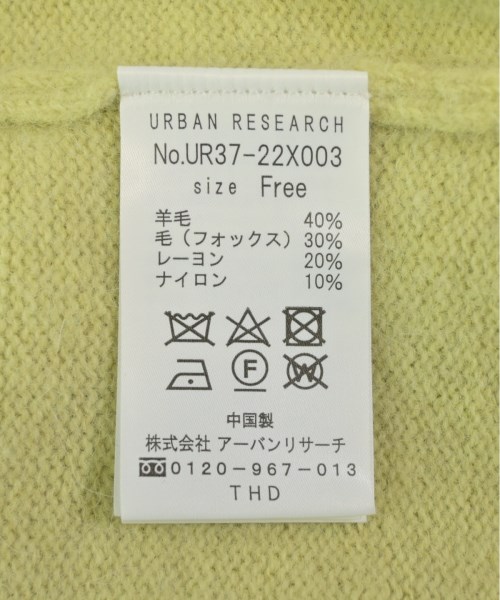 URBAN RESEARCH
No.UR37-22X003
size Free
羊毛 40%
毛（フォックス）30%
レーヨン 20%
ナイロン 10%
F W
中国製
株式会社 アーバンリサーチ
0120-967-013
THD